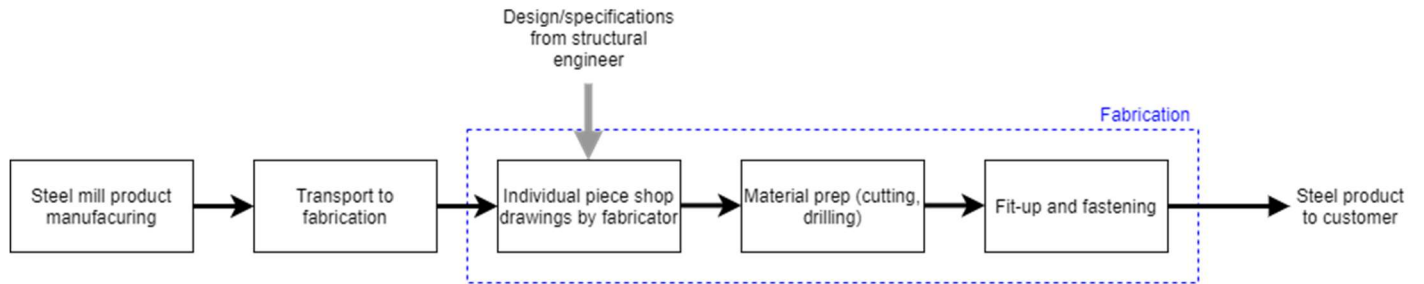 Design/specifications
from structural
engineer
Fabrication
Steel mill product
manufacuring
Transport to
fabrication
Individual piece shop
drawings by fabricator
Material prep (cutting,
drilling)
Fit-up and fastening
Steel product
to customer